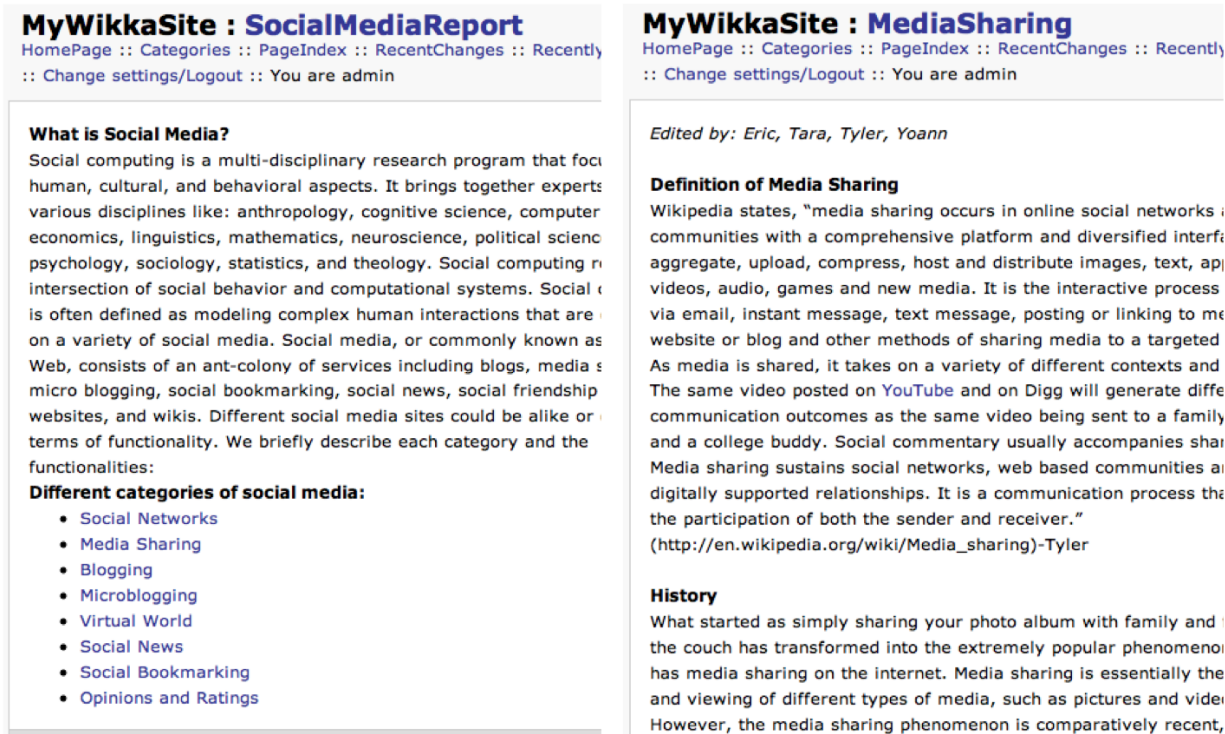 MyWikkaSite : SocialMediaReport
HomePage :: Categories :: PageIndex :: RecentChanges :: Recently
:: Change settings/Logout :: You are admin
What is Social Media?
Social computing is a multi-disciplinary research program that
human, cultural, and behavioral aspects. It brings together experts
various disciplines like: anthropology, cognitive science, computer
economics, linguistics, mathematics, neuroscience, political
psychology, sociology, statistics, and theology. Social computing
intersection of social behavior and computational systems. Social
is often defined as modeling complex human interactions that are
on a variety of social media. Social media, or commonly known as
Web, consists of an ant-colony of services including blogs, media
micro blogging, social bookmarking, social news, social friendship
websites, and wikis. Different social media sites could be alike or
terms of functionality. We briefly describe each category and the
functionalities:
Different categories of social media:
• Social Networks
• Media Sharing
• Blogging
• Microblogging
• Virtual World
• Social News
• Social Bookmarking
• Opinions and Ratings
MyWikkaSite : MediaSharing
HomePage :: Categories :: PageIndex :: RecentChanges :: Recently
:: Change settings/Logout :: You are admin
Edited by: Eric, Tara, Tyler, Yoann
Definition of Media Sharing
Wikipedia states, “media sharing occurs in online social networks
communities with a comprehensive platform and diversified
aggregate, upload, compress, host and distribute images, text,
videos, audio, games and new media. It is the interactive process
via email, instant message, text message, posting or linking to
website or blog and other methods of sharing media to a targeted
As media is shared, it takes on a variety of different contexts and
The same video posted on YouTube and on Digg will generate
communication outcomes as the same video being sent to a family
and a college buddy. Social commentary usually accompanies
Media sharing sustains social networks, web based communities
digitally supported relationships. It is a communication process
the participation of both the sender and receiver.”
(http://en.wikipedia.org/wiki/Media_sharing)-Tyler
History
What started as simply sharing your photo album with family and
the couch has transformed into the extremely popular
has media sharing on the internet. Media sharing is essentially the
and viewing of different types of media, such as pictures and
However, the media sharing phenomenon is comparatively recent,